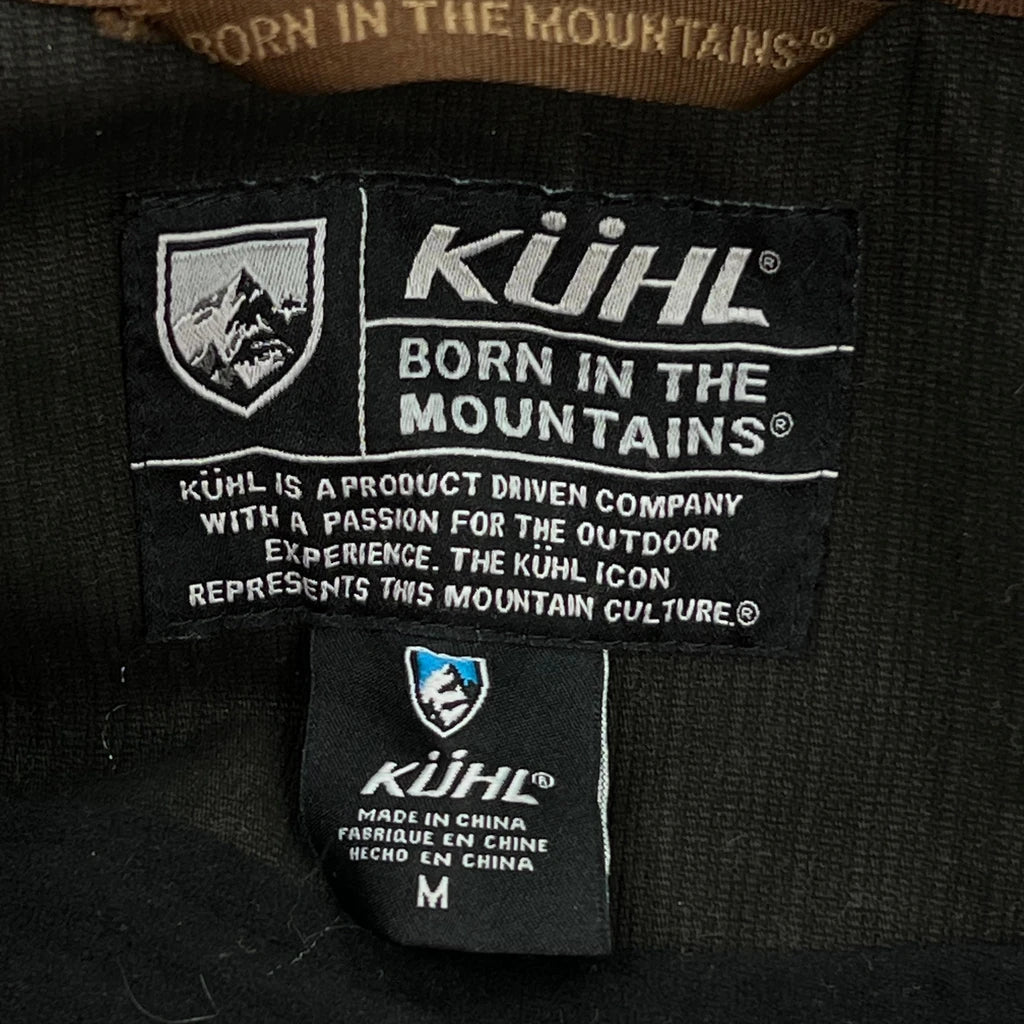 BORN IN THE MOUNTAINS®
KÜHL®
BORN IN THE
MOUNTAINS®
KÜHL IS A PRODUCT DRIVEN COMPANY
WITH A PASSION FOR THE OUTDOOR
EXPERIENCE. THE KÜHL ICON
REPRESENTS THIS MOUNTAIN CULTURE.®
KÜHL®
MADE IN CHINA
FABRIQUE EN CHINE
HECHO EN CHINA
M